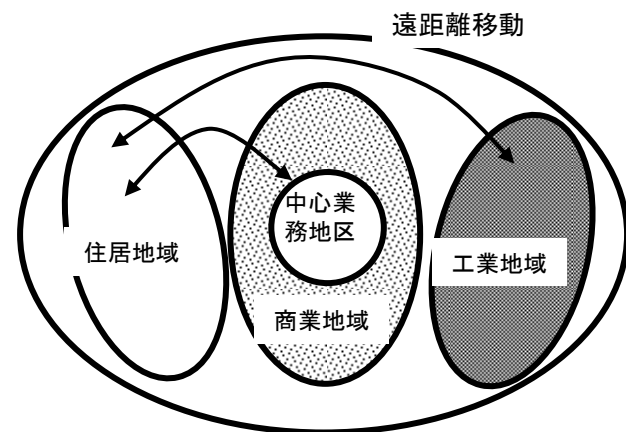 遠距離移動
中心業
務地区
住居地域
工業地域
商業地域